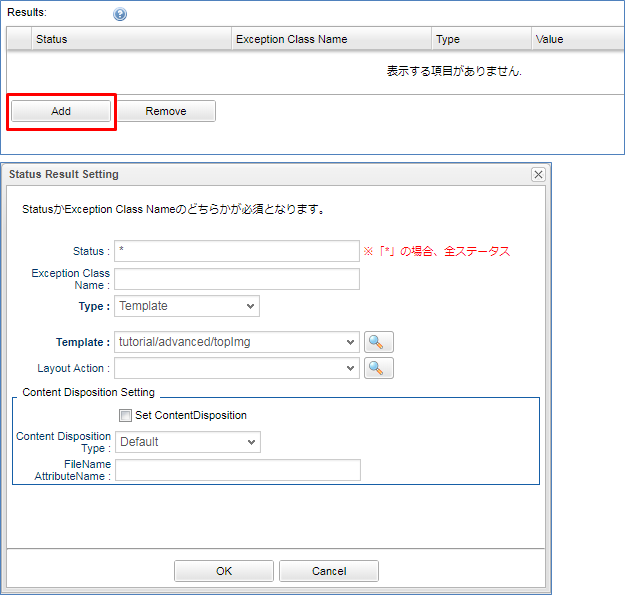 Results:
Status Exception Class Name Type Value
表示する項目がありません.
Add Remove
Status Result Setting
StatusかException Class Nameのどちらかが必須となります。
Status : * ※「*」の場合、全ステータス
Exception Class
Name :
Type : Template
Template : tutorial/advanced/topImg
Layout Action :
Content Disposition Setting
Set ContentDisposition
Content Disposition
Type : Default
FileName
AttributeName :
OK Cancel